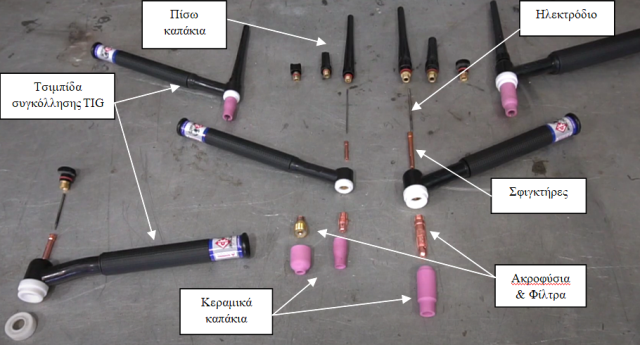 Πίσω
καπάκια
Ηλεκτρόδιο
Τσιμπίδα
συγκόλλησης TIG
Σφιγκτήρες
Ακροφύσια
& Φίλτρα
Κεραμικά
καπάκια